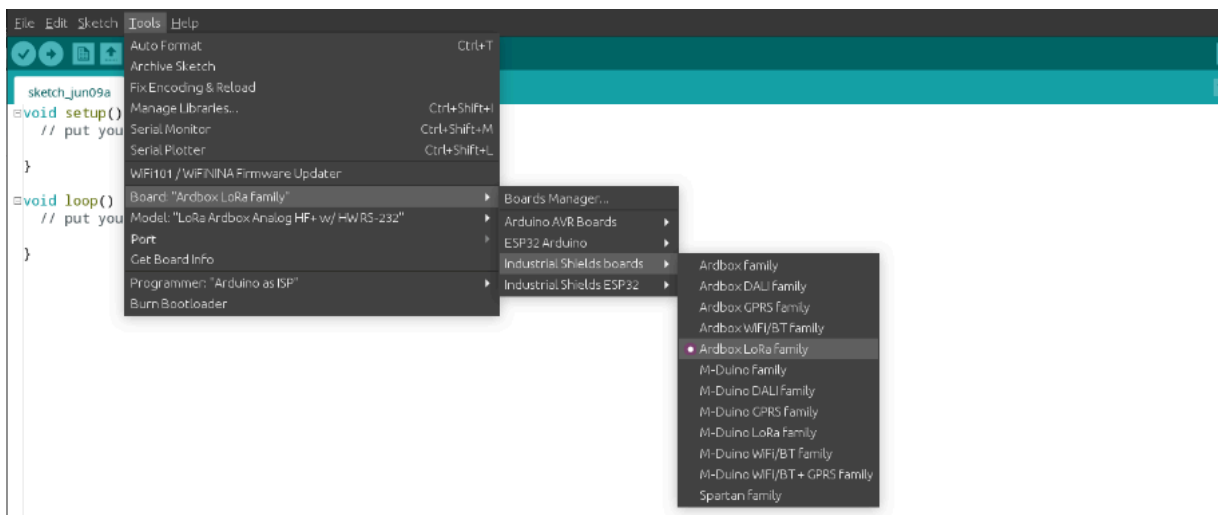 File Edit Sketch Tools Help
sketch_jun09a
void setup()
// put you
}
void loop()
// put you
}
Auto Format Ctrl+T
Archive Sketch
Fix Encoding & Reload
Manage Libraries... Ctrl+Shift+I
Serial Monitor Ctrl+Shift+M
Serial Plotter Ctrl+Shift+L
WiFi101 / WiFiNINA Firmware Updater
Board: "Ardbox LoRa family"
Model: "LoRa Ardbox Analog HF+ w/ HW RS-232"
Port
Get Board Info
Programmer: "Arduino as ISP"
Burn Bootloader
Boards Manager...
Arduino AVR Boards
ESP32 Arduino
Industrial Shields boards
Industrial Shields ESP32
Ardbox family
Ardbox DALI family
Ardbox GPRS family
Ardbox WiFi/BT family
Ardbox LoRa family
M-Duino family
M-Duino DALI family
M-Duino GPRS family
M-Duino LoRa family
M-Duino WiFi/BT family
M-Duino WiFi/BT + GPRS family
Spartan family